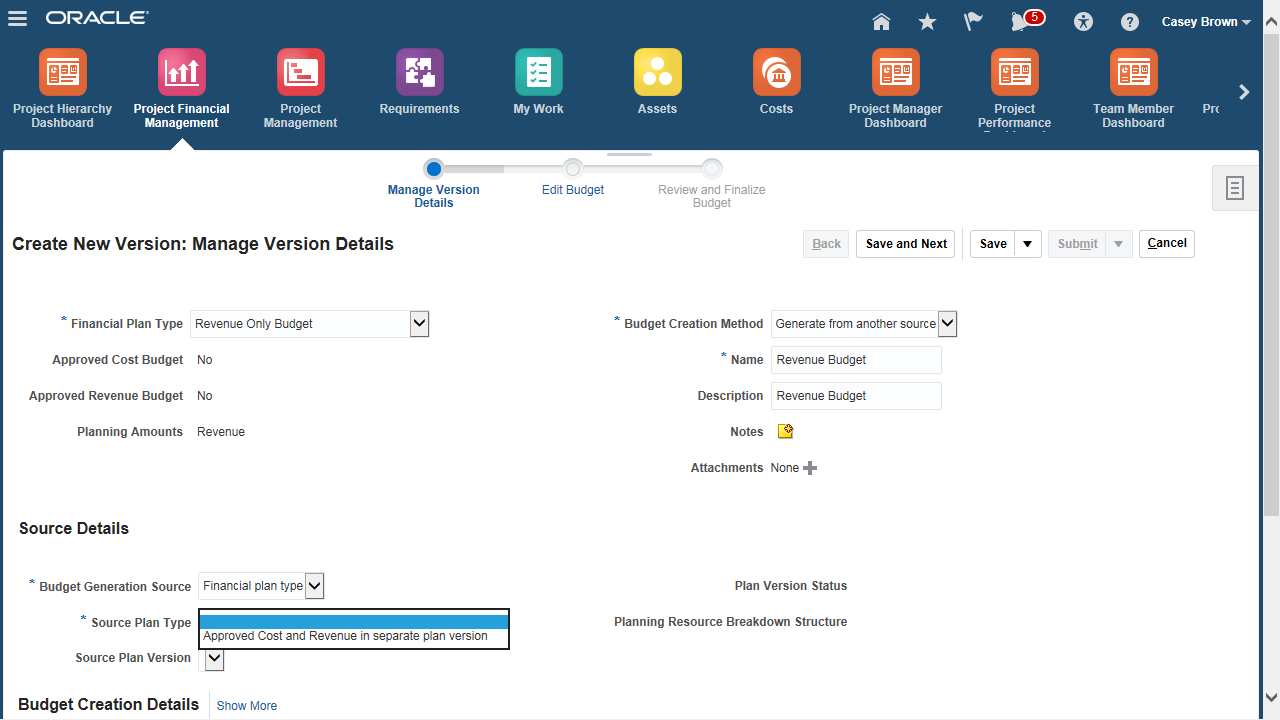 ORACLE
5
Casey Brown
Project Hierarchy
Dashboard
Project Financial
Management
Project
Management
Requirements
My Work
Assets
Costs
Project Manager
Dashboard
Project
Performance
Team Member
Dashboard
Manage Version
Details
Edit Budget
Review and Finalize
Budget
Create New Version: Manage Version Details
Back
Save and Next
Save
Submit
Cancel
* Financial Plan Type Revenue Only Budget
Approved Cost Budget No
Approved Revenue Budget No
Planning Amounts Revenue
* Budget Creation Method Generate from another source
* Name Revenue Budget
Description Revenue Budget
Notes
Attachments None
Source Details
* Budget Generation Source Financial plan type
* Source Plan Type
Approved Cost and Revenue in separate plan version
Source Plan Version
Plan Version Status
Planning Resource Breakdown Structure
Budget Creation Details Show More